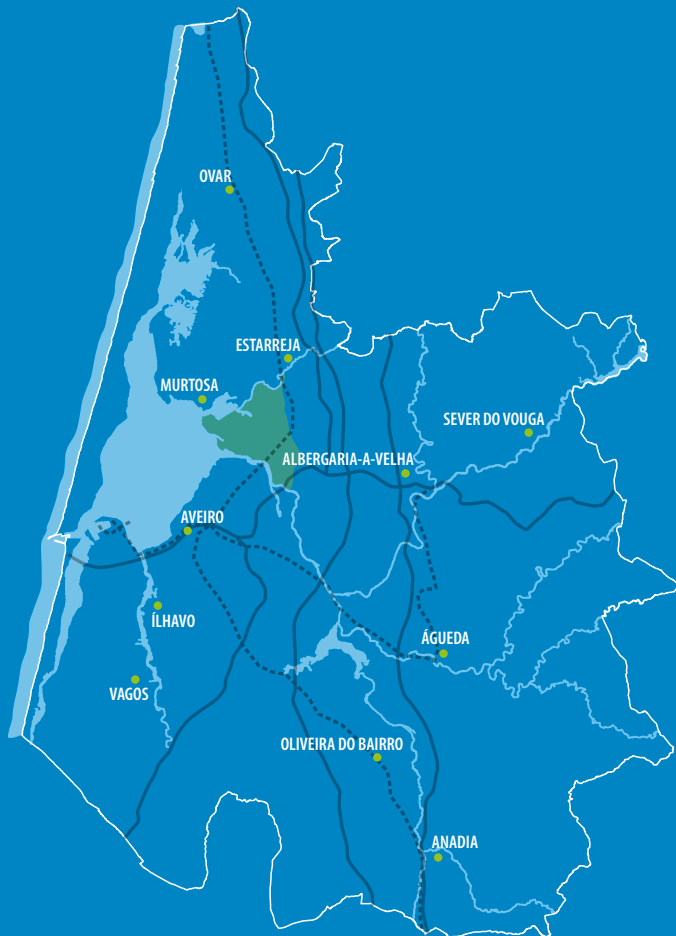 OVAR
ESTARREJA
MURTOSA
SEVER DO VOUGA
ALBERGARIA-A-VELHA
AVEIRO
ÍLHAVO
ÁGUEDA
VAGOS
OLIVEIRA DO BAIRRO
ANADIA